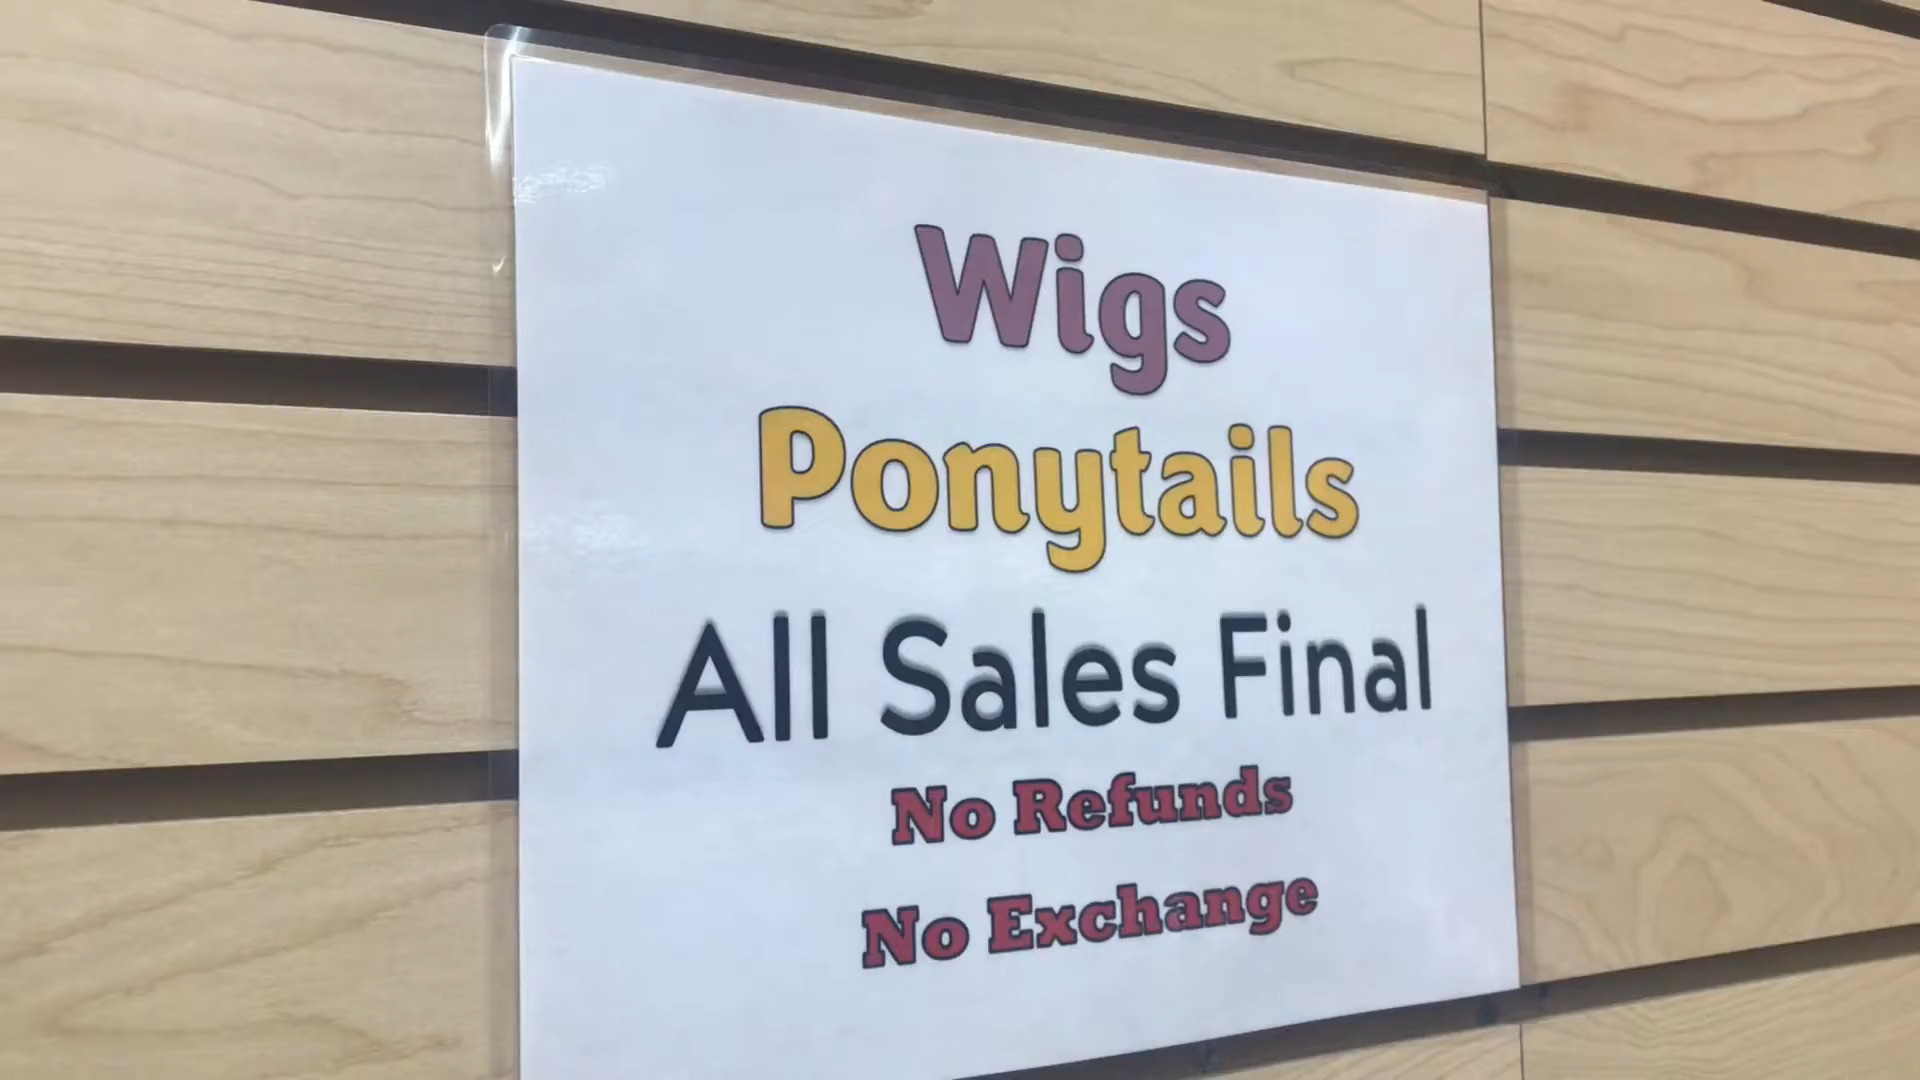 Wigs
Ponytails
All Sales Final
No Refunds
No Exchange